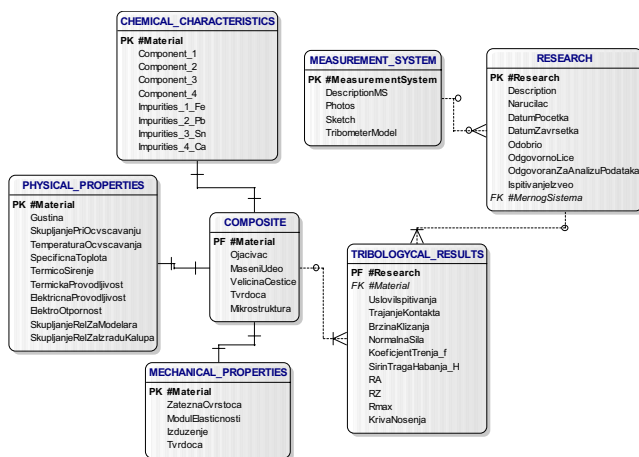 CHEMICAL_CHARACTERISTICS
PK #Material
Component_1
Component_2
Component_3
Component_4
Impurities_1_Fe
Impurities_2_Pb
Impurities_3_Sn
Impurities_4_Ca
MEASUREMENT_SYSTEM
PK #MeasurementSystem
DescriptionMS
Photos
Sketch
TribometerModel
RESEARCH
PK #Research
Description
Narucilac
DatumPocetka
DatumZavrsetka
Odobrio
OdgovornoLice
OdgovoranZaAnalizuPodataka
IspitivanjeIzveo
FK #MernogSistema
PHYSICAL_PROPERTIES
PK #Material
Gustina
SkupljanjePriOcvscavanju
TemperaturaOcvscavanja
SpecificnaToplota
TermicoSirenje
TermickaProvodljivost
ElektricnaProvodljivost
ElektroOtpornost
SkupljanjeRelZaModelara
SkupljanjeRelZaIzraduKalupa
COMPOSITE
PF #Material
Ojacivac
MaseniUdeo
VelicinaCestice
Tvrdoca
Mikrostruktura
TRIBOLOGYCAL_RESULTS
PF #Research
FK #Material
UsloviIspitivanja
TrajanjeKontakta
BrzinaKlizanja
NormalnaSila
KoeficjentTrenja_f
SirinTragaHabanja_H
RA
RZ
Rmax
KrivaNosenja
MECHANICAL_PROPERTIES
PK #Material
ZateznaCvrstoca
ModulElasticnosti
Izduzenje
Tvrdoca